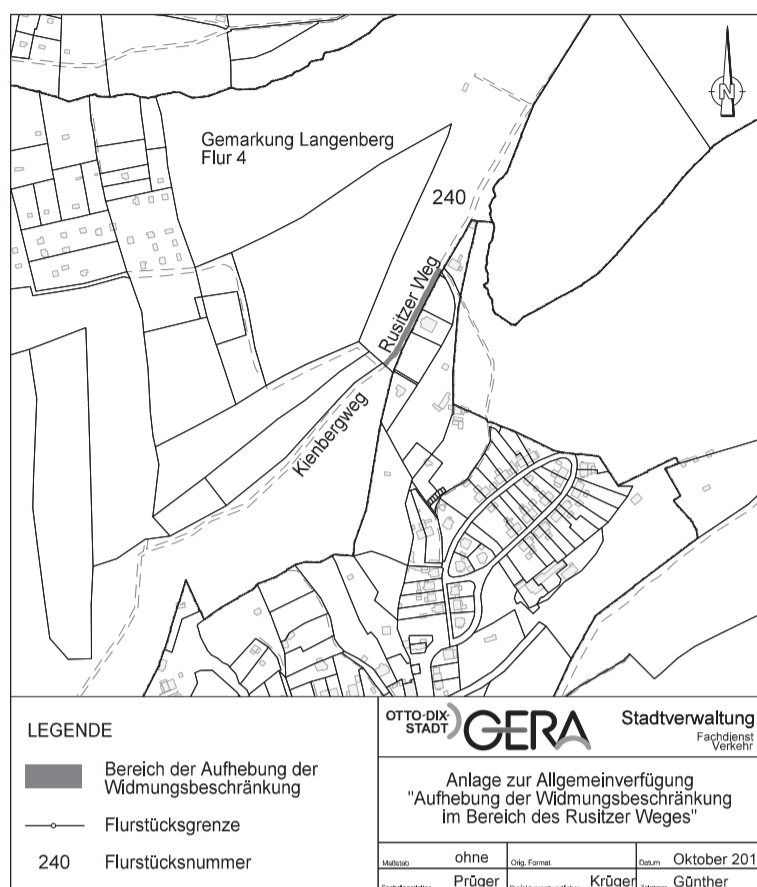 N
Gemarkung Langenberg
Flur 4
240
Rusitzer Weg
Kienbergweg
LEGENDE
Bereich der Aufhebung der
Widmungsbeschränkung
Flurstücksgrenze
240 Flurstücksnummer
OTTO-DIX-
STADT
GERA
Stadtverwaltung
Fachdienst
Verkehr
Anlage zur Allgemeinverfügung
"Aufhebung der Widmungsbeschränkung
im Bereich des Rusitzer Weges"
Maßstab ohne Orig. Format Datum Oktober 201
Prüger Krüger Günther